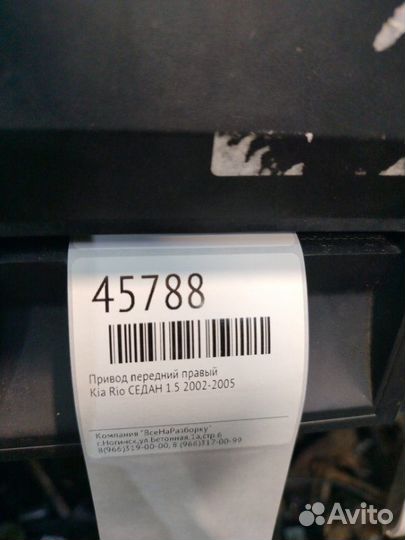 45788
Привод передний правый
Kia Rio СЕДАН 1.5 2002-2005
Компания "ВсеНаРазборку"
г.Ногинск,ул.Бетонная,1а,стр.6
8(966)319-00-00, 8 (966)317-00-99
Avito